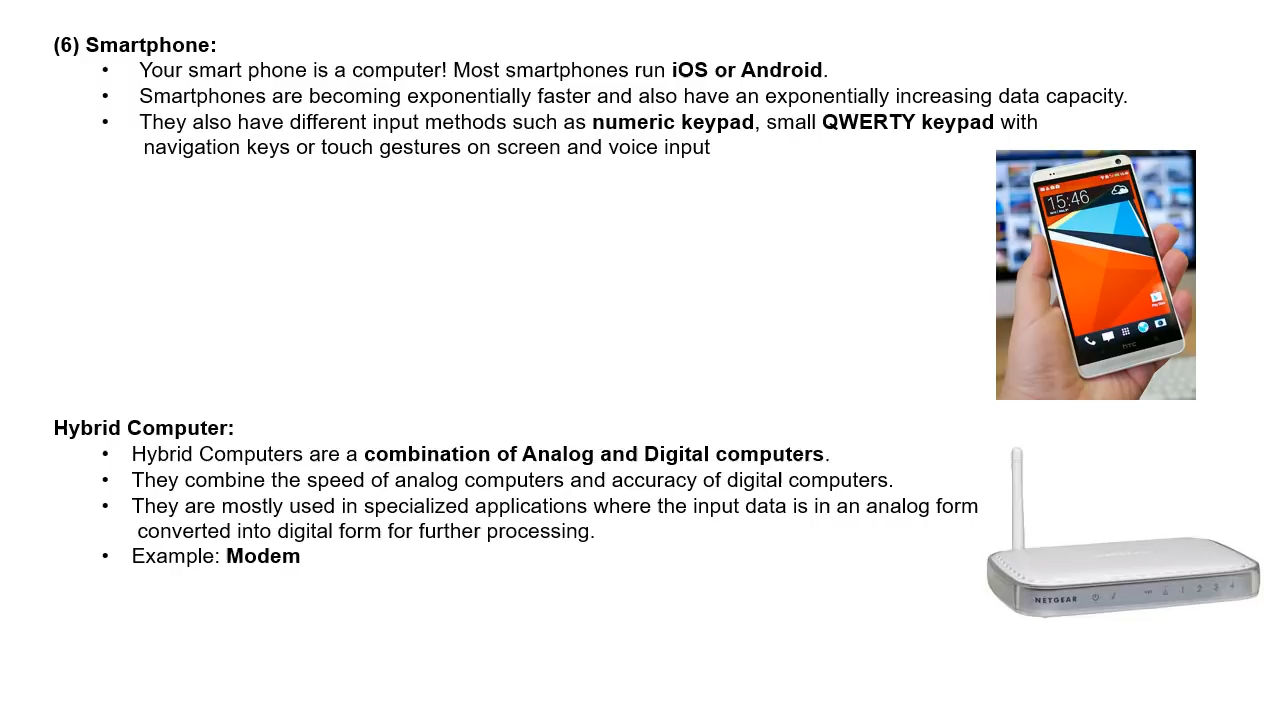 (6) Smartphone:
• Your smart phone is a computer! Most smartphones run iOS or Android.
• Smartphones are becoming exponentially faster and also have an exponentially increasing data capacity.
• They also have different input methods such as numeric keypad, small QWERTY keypad with
navigation keys or touch gestures on screen and voice input
15:46
hTC
Hybrid Computer:
• Hybrid Computers are a combination of Analog and Digital computers.
• They combine the speed of analog computers and accuracy of digital computers.
• They are mostly used in specialized applications where the input data is in an analog form
converted into digital form for further processing.
• Example: Modem
NETGEAR 1 2 3 4